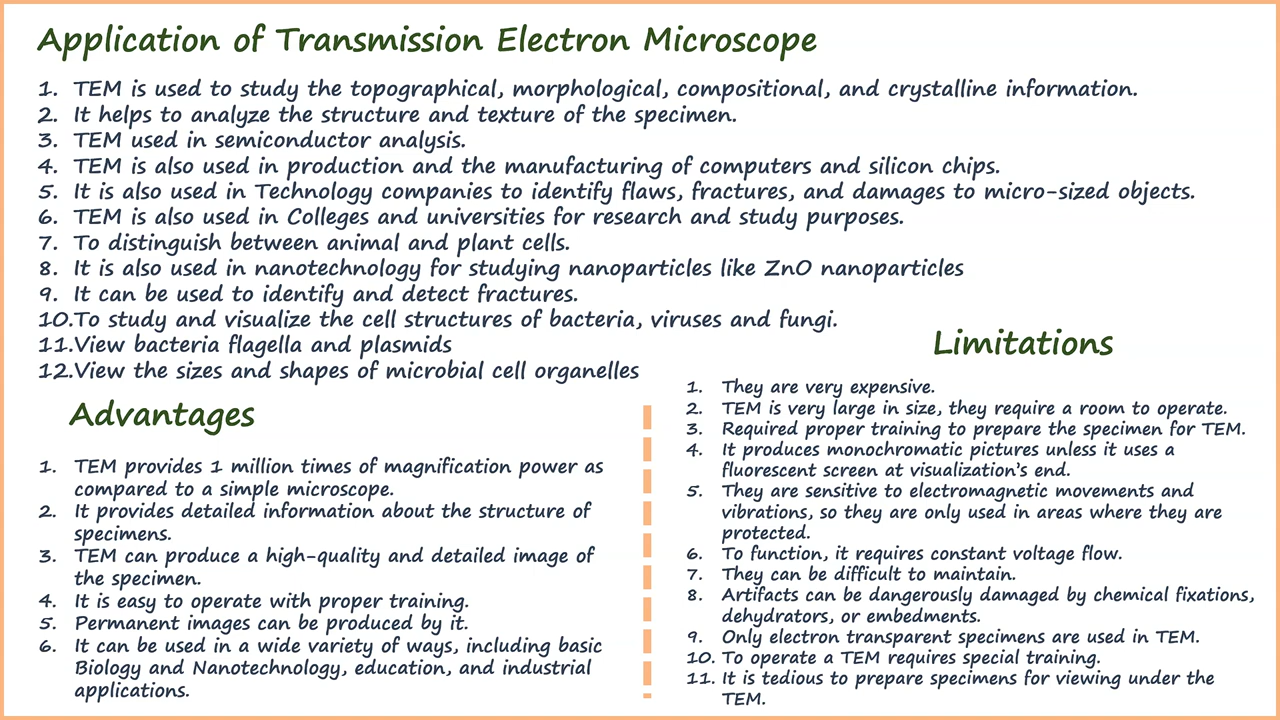 Application of Transmission Electron Microscope
1. TEM is used to study the topographical, morphological, compositional, and crystalline information.
2. It helps to analyze the structure and texture of the specimen.
3. TEM used in semiconductor analysis.
4. TEM is also used in production and the manufacturing of computers and silicon chips.
5. It is also used in Technology companies to identify flaws, fractures, and damages to micro-sized objects.
6. TEM is also used in Colleges and universities for research and study purposes.
7. To distinguish between animal and plant cells.
8. It is also used in nanotechnology for studying nanoparticles like ZnO nanoparticles
9. It can be used to identify and detect fractures.
10.To study and visualize the cell structures of bacteria, viruses and fungi.
11.View bacteria flagella and plasmids
12.View the sizes and shapes of microbial cell organelles
Advantages
1. TEM provides 1 million times of magnification power as
compared to a simple microscope.
2. It provides detailed information about the structure of
specimens.
3. TEM can produce a high-quality and detailed image of
the specimen.
4. It is easy to operate with proper training.
5. Permanent images can be produced by it.
6. It can be used in a wide variety of ways, including basic
Biology and Nanotechnology, education, and industrial
applications.
Limitations
1. They are very expensive.
2. TEM is very large in size, they require a room to operate.
3. Required proper training to prepare the specimen for TEM.
4. It produces monochromatic pictures unless it uses a
fluorescent screen at visualization's end.
5. They are sensitive to electromagnetic movements and
vibrations, so they are only used in areas where they are
protected.
6. To function, it requires constant voltage flow.
7. They can be difficult to maintain.
8. Artifacts can be dangerously damaged by chemical fixations,
dehydrators, or embedments.
9. Only electron transparent specimens are used in TEM.
10. To operate a TEM requires special training.
11. It is tedious to prepare specimens for viewing under the
TEM.